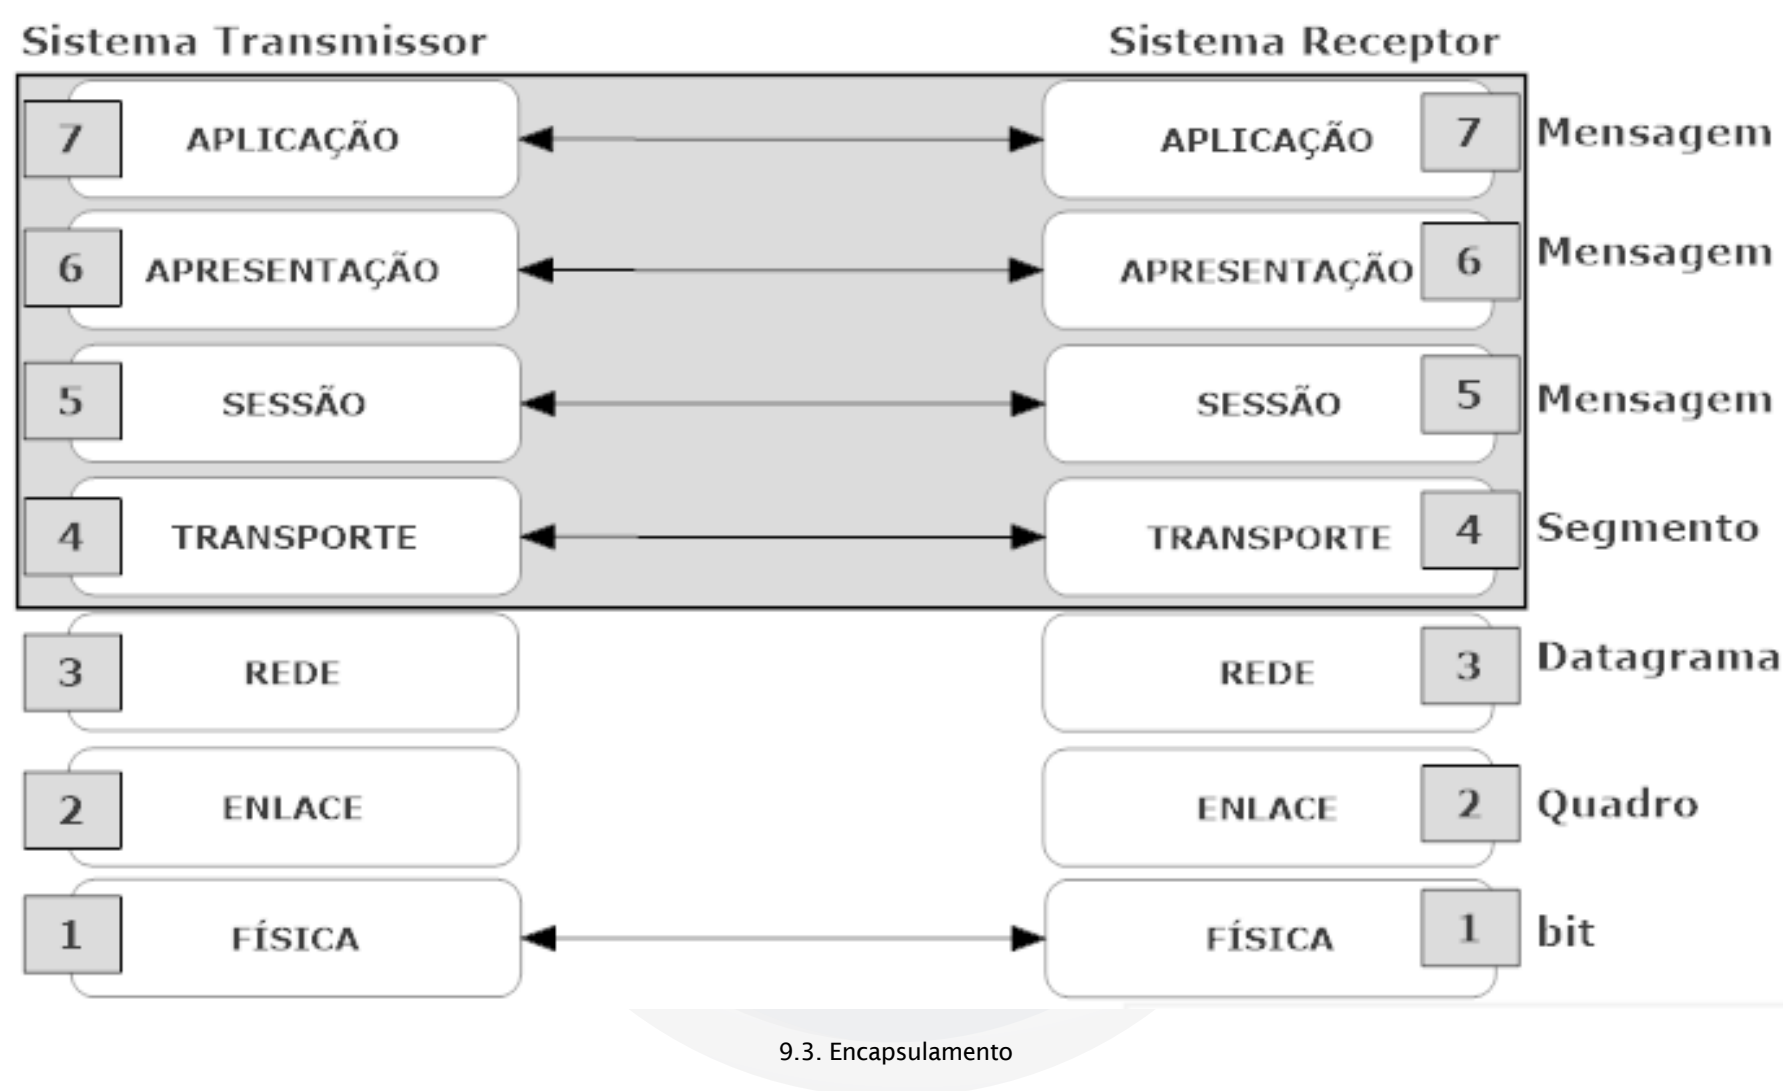 Sistema Transmissor Sistema Receptor
7 APLICAÇÃO APLICAÇÃO 7 Mensagem
6 APRESENTAÇÃO APRESENTAÇÃO 6 Mensagem
5 SESSÃO SESSÃO 5 Mensagem
4 TRANSPORTE TRANSPORTE 4 Segmento
3 REDE REDE 3 Datagrama
2 ENLACE ENLACE 2 Quadro
1 FÍSICA FÍSICA 1 bit
9.3. Encapsulamento